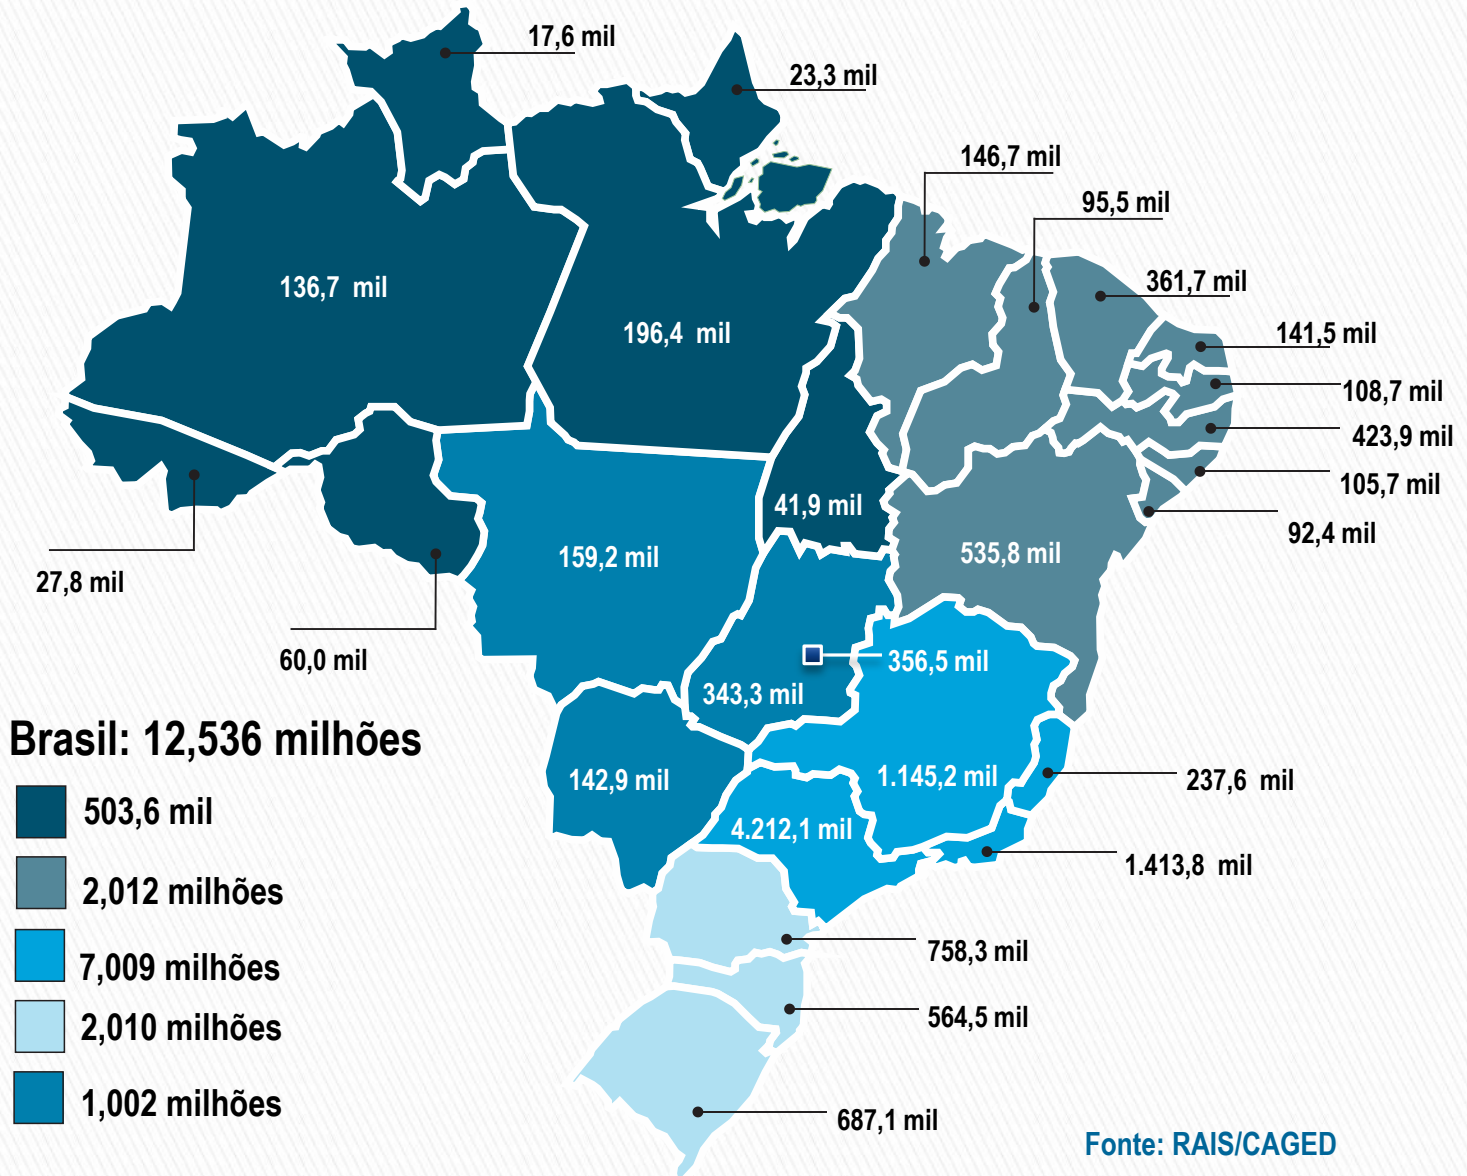 17,6 mil
23,3 mil
146,7 mil
95,5 mil
361,7 mil
136,7 mil
196,4 mil
141,5 mil
108,7 mil
423,9 mil
105,7 mil
41,9 mil
92,4 mil
159,2 mil
535,8 mil
27,8 mil
60,0 mil
356,5 mil
343,3 mil
Brasil: 12,536 milhões
142,9 mil
1.145,2 mil
237,6 mil
503,6 mil
4.212,1 mil
1.413,8 mil
2,012 milhões
758,3 mil
7,009 milhões
564,5 mil
2,010 milhões
1,002 milhões
687,1 mil
Fonte: RAIS/CAGED